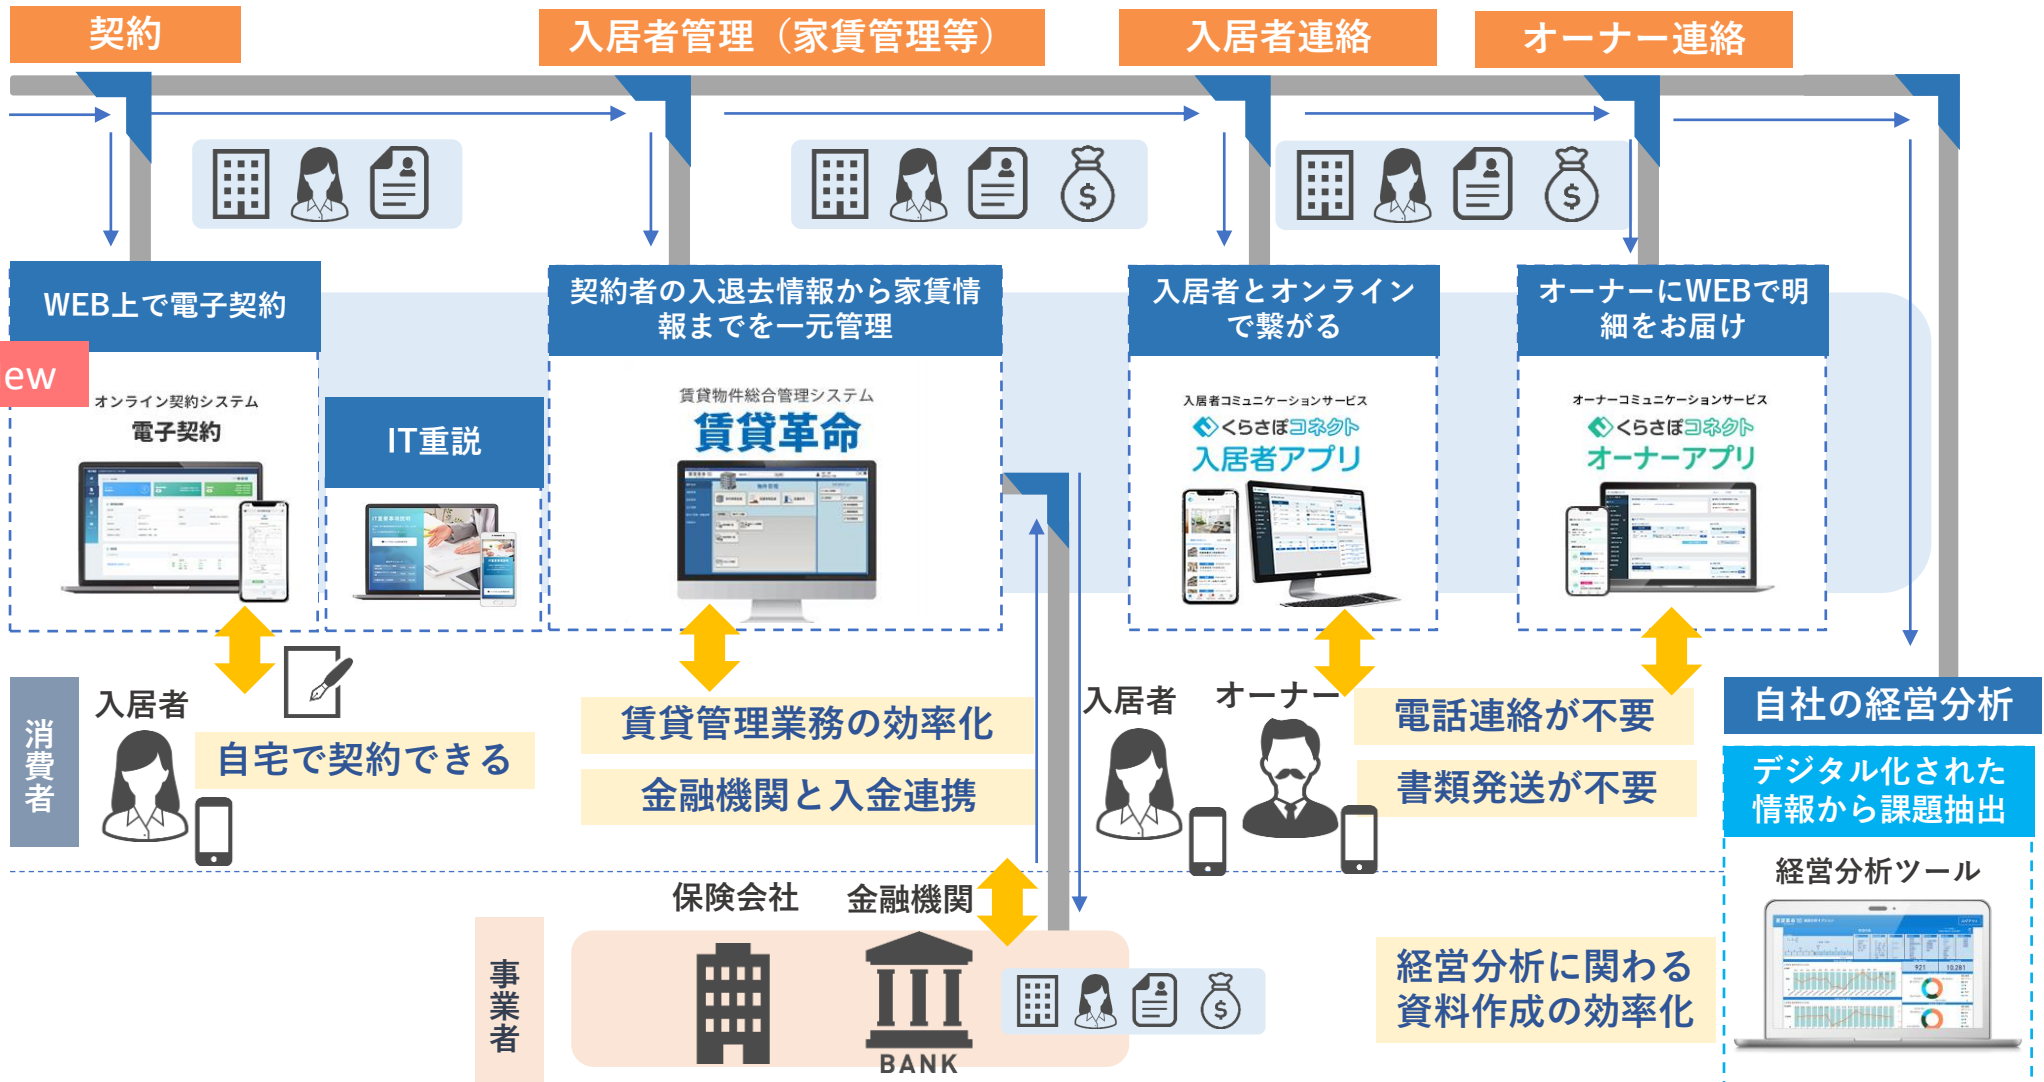 契約
入居者管理（家賃管理等）
入居者連絡
オーナー連絡
WEB上で電子契約
契約者の入退去情報から家賃情
報までを一元管理
入居者とオンライン
で繋がる
オーナーにWEBで明
細をお届け
ew
オンライン契約システム
電子契約
IT重説
賃貸物件総合管理システム
賃貸革命
入居者コミュニケーションサービス
くらさぽコネクト
入居者アプリ
オーナーコミュニケーションサービス
くらさぽコネクト
オーナーアプリ
消費者
入居者
自宅で契約できる
賃貸管理業務の効率化
金融機関と入金連携
入居者
オーナー
電話連絡が不要
書類発送が不要
自社の経営分析
デジタル化された
情報から課題抽出
経営分析ツール
事業者
保険会社
金融機関
BANK
経営分析に関わる
資料作成の効率化
921
10,281